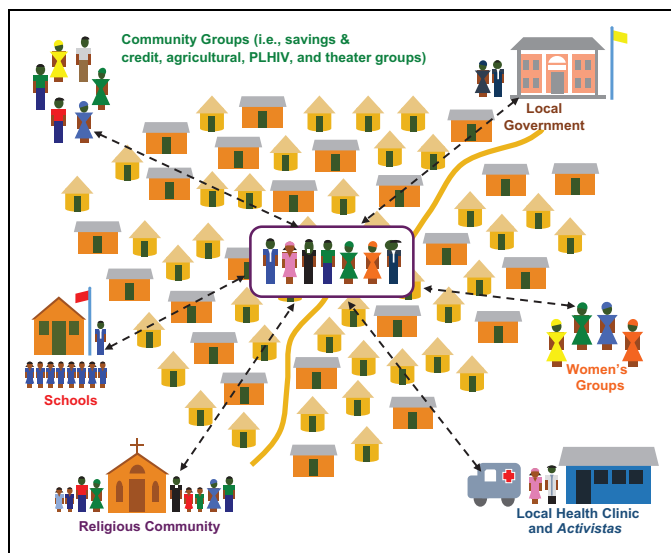 Community Groups (i.e., savings &
credit, agricultural, PLHIV, and theater groups)
Local
Government
Schools
Women's
Groups
Religious Community
Local Health Clinic
and Activistas